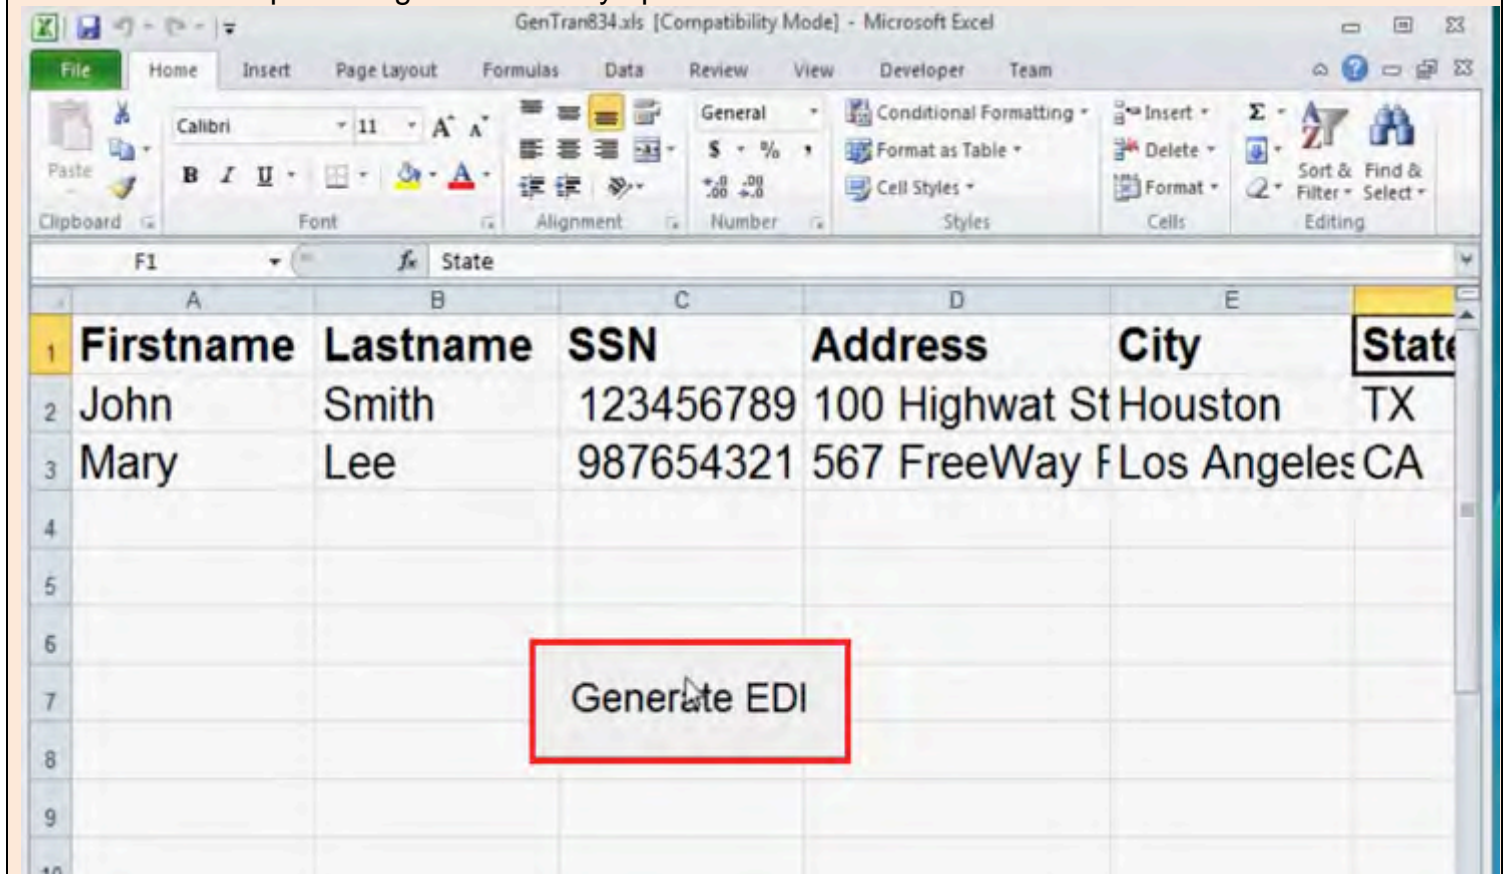 GenTran834.xls [Compatibility Mode] - Microsoft Excel
File Home Insert Page Layout Formulas Data Review View Developer Team
Calibri 11 A A General Conditional Formatting Insert Σ
Paste B I U A $ % , Format as Table Delete Sort & Find &
.00 .0 Cell Styles Format Filter Select
Clipboard Font Alignment Number Styles Cells Editing
F1 fx State
A B C D E
1 Firstname Lastname SSN Address City State
2 John Smith 123456789 100 Highwat St Houston TX
3 Mary Lee 987654321 567 FreeWay Los Angeles CA
4
5
6
7 Generate EDI
8
9
10